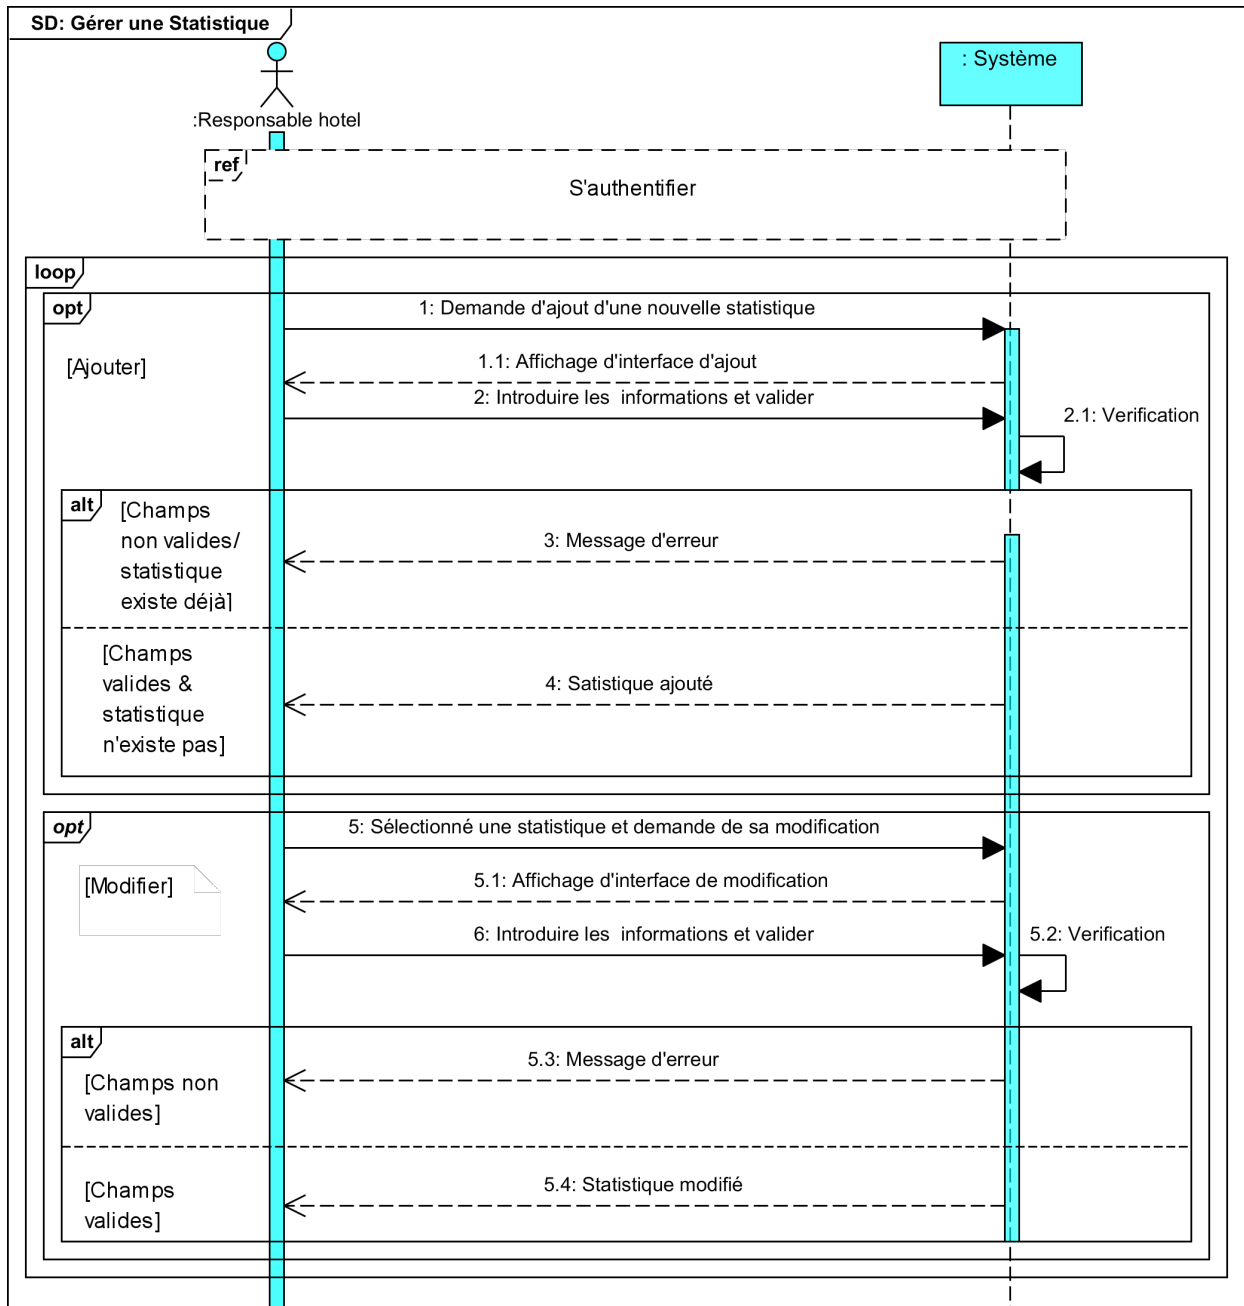 SD: Gérer une Statistique
: Système
:Responsable hotel
ref
S'authentifier
loop
opt
1: Demande d'ajout d'une nouvelle statistique
[Ajouter]
1.1: Affichage d'interface d'ajout
2: Introduire les informations et valider
2.1: Verification
alt
[Champs
non valides/
statistique
existe déjà]
3: Message d'erreur
[Champs
valides &
statistique
n'existe pas]
4: Satistique ajouté
opt
5: Sélectionné une statistique et demande de sa modification
[Modifier]
5.1: Affichage d'interface de modification
6: Introduire les informations et valider
5.2: Verification
alt
5.3: Message d'erreur
[Champs non
valides]
5.4: Statistique modifié
[Champs
valides]